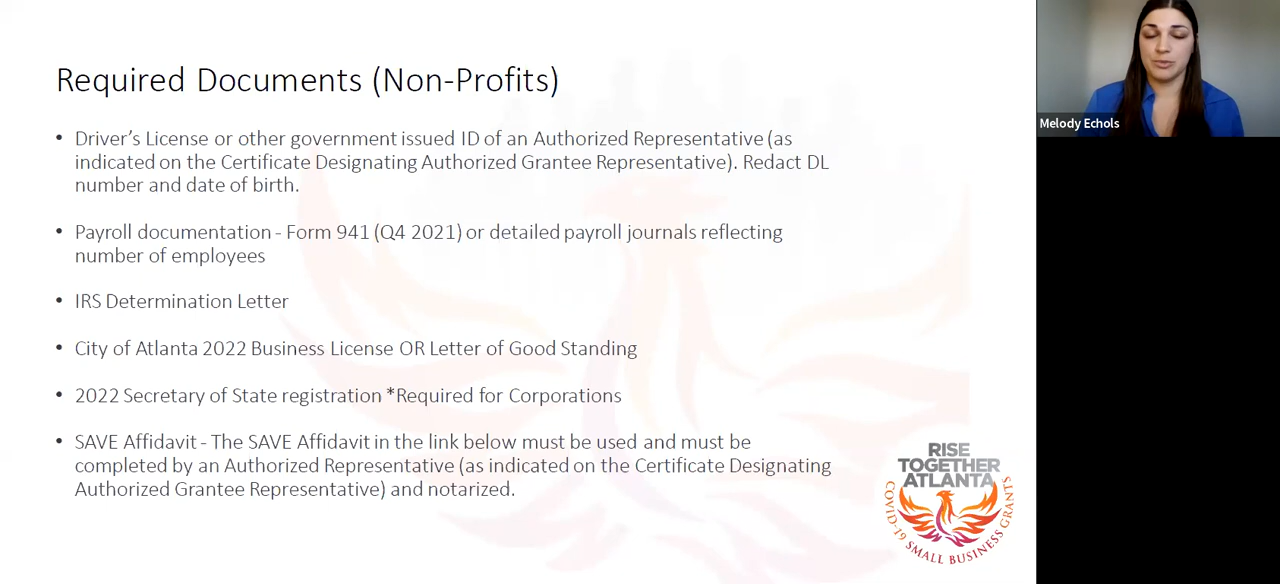 Required Documents (Non-Profits)
• Driver's License or other government issued ID of an Authorized Representative (as
indicated on the Certificate Designating Authorized Grantee Representative). Redact DL
number and date of birth.
• Payroll documentation - Form 941 (Q4 2021) or detailed payroll journals reflecting
number of employees
• IRS Determination Letter
• City of Atlanta 2022 Business License OR Letter of Good Standing
• 2022 Secretary of State registration *Required for Corporations
• SAVE Affidavit - The SAVE Affidavit in the link below must be used and must be
completed by an Authorized Representative (as indicated on the Certificate Designating
Authorized Grantee Representative) and notarized.
RISE
TOGETHER
ATLANTA
COVID-19 SMALL BUSINESS GRANTS
Melody Echols